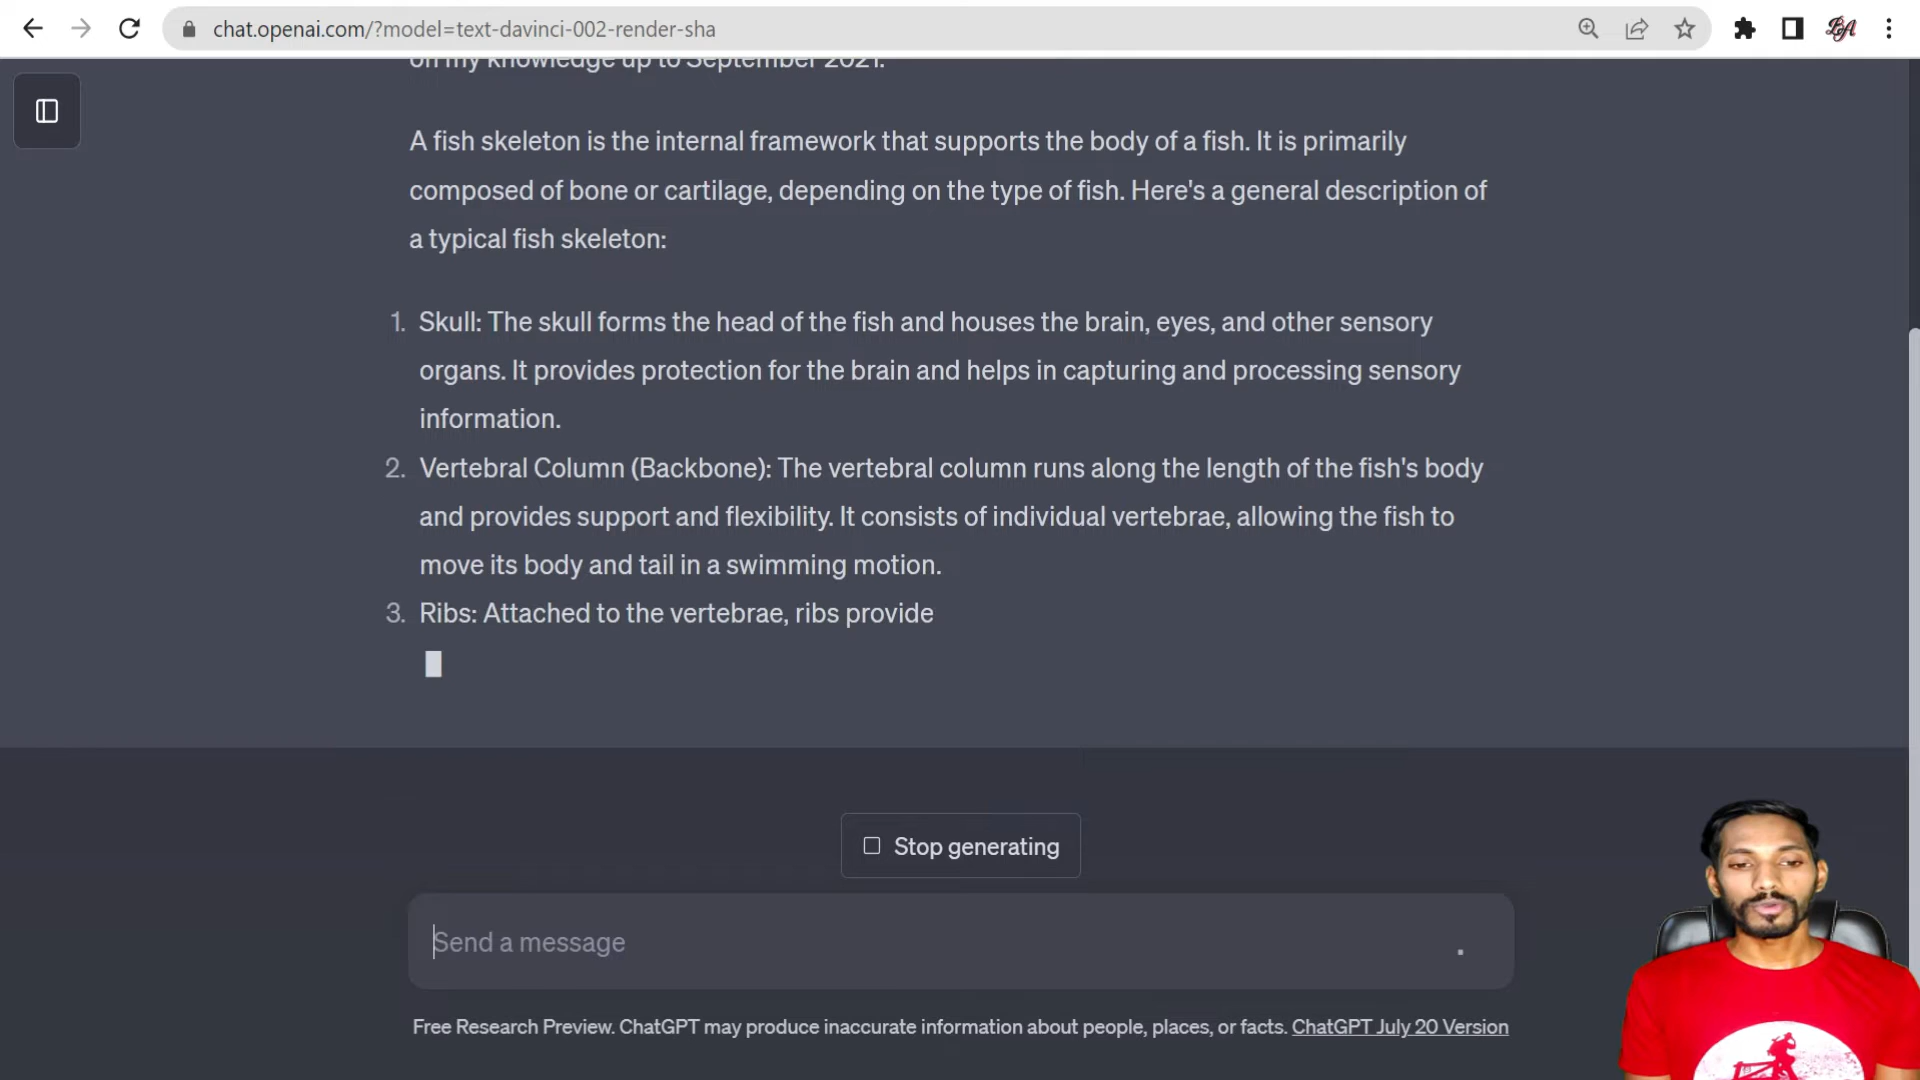 chat.openai.com/?model=text-davinci-002-render-sha
on my knowledge up to September 2021.
A fish skeleton is the internal framework that supports the body of a fish. It is primarily
composed of bone or cartilage, depending on the type of fish. Here's a general description of
a typical fish skeleton:
1. Skull: The skull forms the head of the fish and houses the brain, eyes, and other sensory
organs. It provides protection for the brain and helps in capturing and processing sensory
information.
2. Vertebral Column (Backbone): The vertebral column runs along the length of the fish's body
and provides support and flexibility. It consists of individual vertebrae, allowing the fish to
move its body and tail in a swimming motion.
3. Ribs: Attached to the vertebrae, ribs provide
Stop generating
Send a message
Free Research Preview. ChatGPT may produce inaccurate information about people, places, or facts. ChatGPT July 20 Version